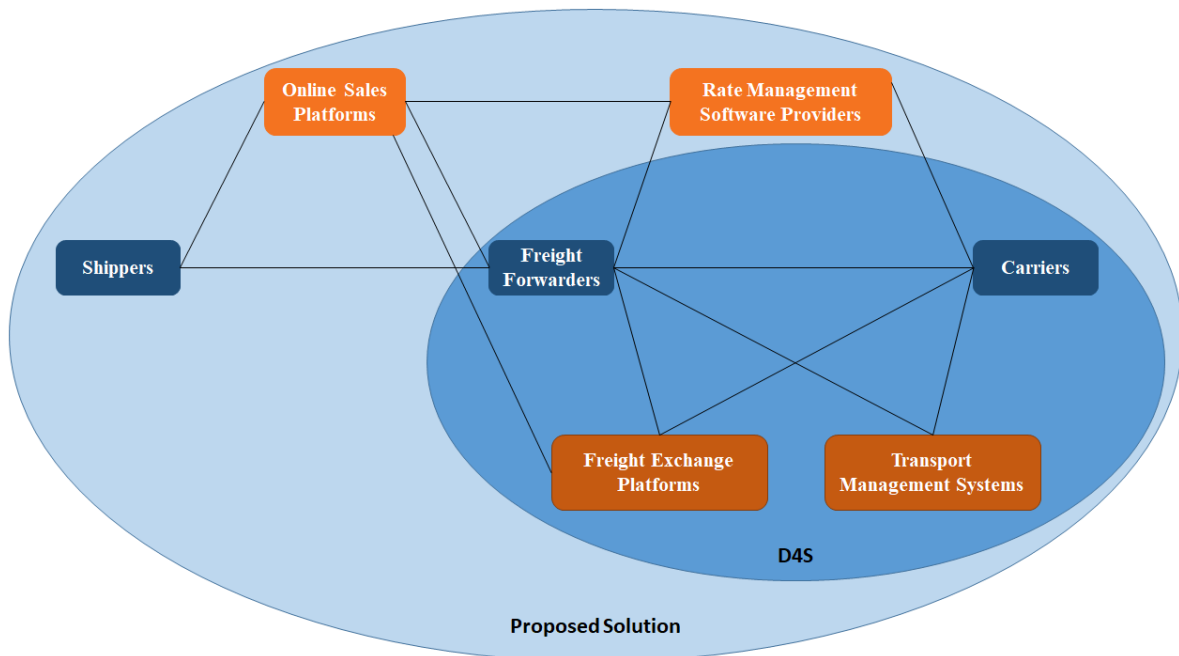 Online Sales
Platforms
Rate Management
Software Providers
Shippers
Freight
Forwarders
Carriers
Freight Exchange
Platforms
Transport
Management Systems
D4S
Proposed Solution